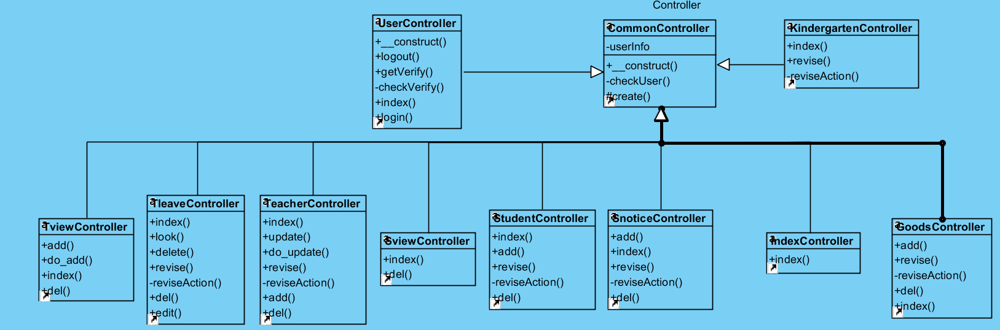 Controller
UserController
+__construct()
+logout()
+getVerify()
-checkVerify()
+index()
+login()
CommonController
-userInfo
+__construct()
-checkUser()
#create()
KindergartenController
+index()
+revise()
-reviseAction()
TviewController
+add()
+do_add()
+index()
+del()
TleaveController
+index()
+look()
+delete()
+revise()
-reviseAction()
+del()
+edit()
TeacherController
+index()
+update()
+do_update()
+revise()
-reviseAction()
+add()
+del()
SviewController
+index()
+del()
StudentController
+index()
+add()
+revise()
-reviseAction()
+del()
SnoticeController
+add()
+index()
+revise()
-reviseAction()
+del()
IndexController
+index()
GoodsController
+add()
+revise()
-reviseAction()
+del()
+index()